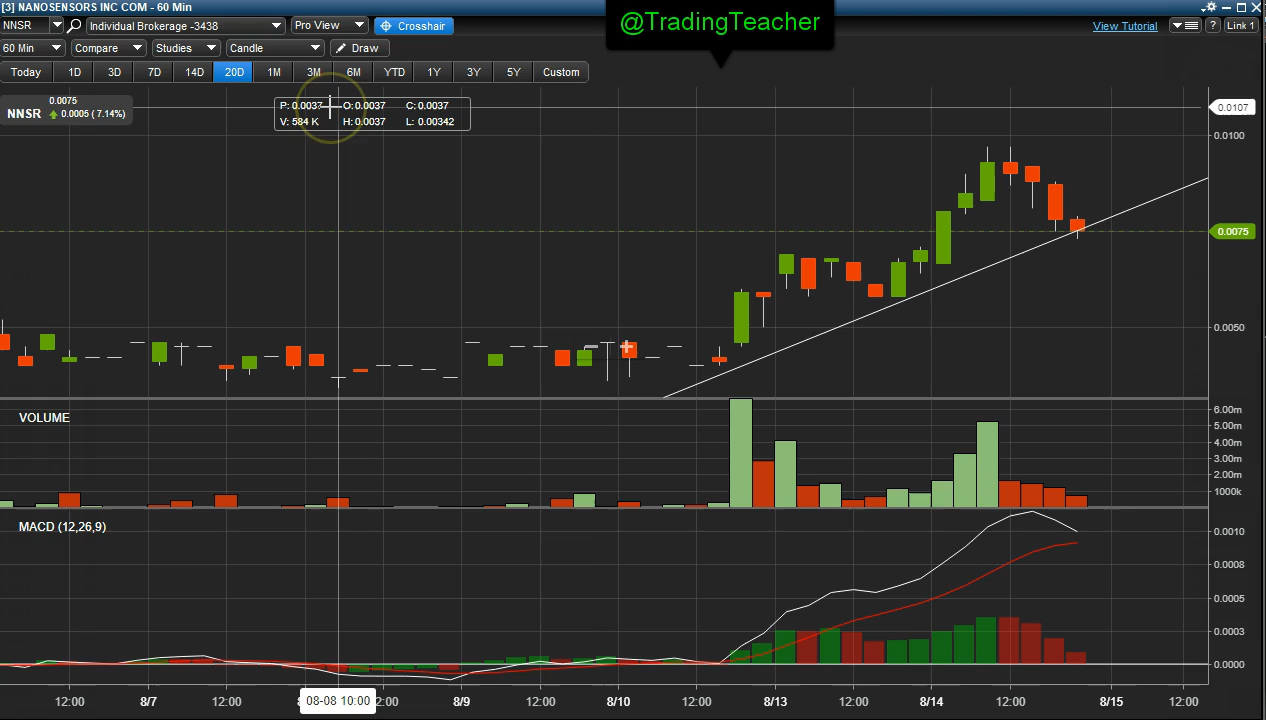 [3] NANOSENSORS INC COM - 60 Min
@TradingTeacher
NNSR Individual Brokerage -3438 Pro View Crosshair View Tutorial ? Link 1
60 Min Compare Studies Candle Draw
Today 1D 3D 7D 14D 20D 1M 3M 6M YTD 1Y 3Y 5Y Custom
0.0075
NNSR 0.0005 ( 7.14%)
P: 0.0037 O: 0.0037 C: 0.0037
V: 584 K H: 0.0037 L: 0.00342
0.0107
0.0100
0.0075
0.0050
VOLUME
6.00m
5.00m
4.00m
3.00m
2.00m
1000k
MACD (12,26,9)
0.0010
0.0008
0.0005
0.0003
0.0000
12:00 8/7 12:00 08-08 10:00 2:00 8/9 12:00 8/10 12:00 8/13 12:00 8/14 12:00 8/15 12:00